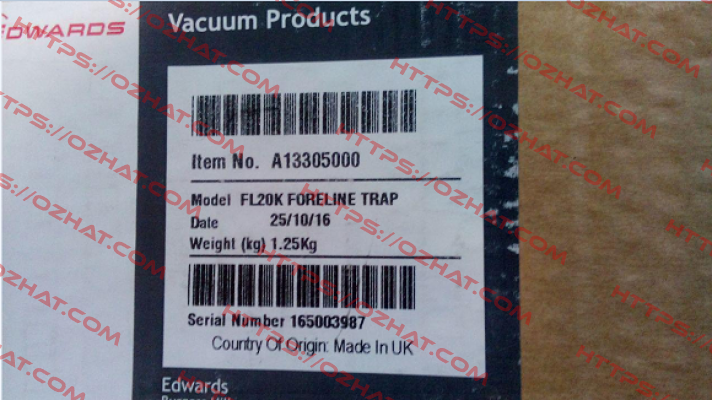 EDWARDS
Vacuum Products
Item No. A13305000
Model FL20K FORELINE TRAP
Date 25/10/16
Weight (kg) 1.25Kg
Serial Number 165003987
Country Of Origin: Made In UK
Edwards
HTTPS://OZHAT.COM